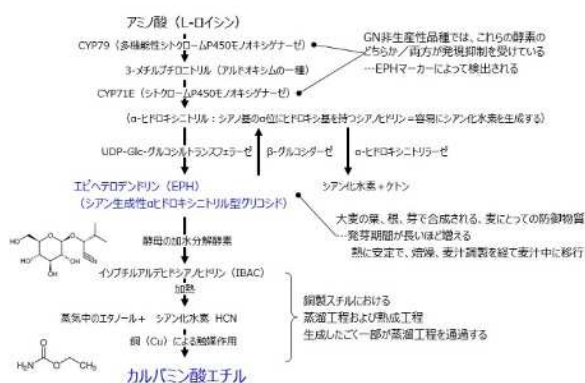 アミノ酸（L-ロイシン）
CYP79（多機能性シトクロームP450モノオキシゲナーゼ）
GN非生産性品種では、これらの酵素の
どちらか／両方が発現抑制を受けている
…EPHマーカーによって検出される
3-メチルブチロニトリル（アルドオキシムの一種）
CYP71E（シトクロームP450モノオキシゲナーゼ）
（α-ヒドロキシニトリル：シアノ基のα位にヒドロキシ基を持つシアノヒドリン＝容易にシアン化水素を生成する）
UDP-Glc-グルコシルトランスフェラーゼ
β-グルコシダーゼ
α-ヒドロキシニトリラーゼ
エピヘテロデンドリン（EPH）
（シアン生成性αヒドロキシニトリル型グリコシド）
シアン化水素＋ケトン
大麦の葉、根、芽で合成される、麦にとっての防御物質
…発芽期間が長いほど増える
熱に安定で、焙燥、麦汁調製を経て麦汁中に移行
酵母の加水分解酵素
イソブチルアルデヒドシアノヒドリン（IBAC）
加熱
蒸気中のエタノール＋ シアン化水素 HCN
銅（Cu）による触媒作用
カルバミン酸エチル
銅製スチルにおける
蒸溜工程および熟成工程
生成したごく一部が蒸溜工程を通過する
HO
OH
O
O
HO
OH
N
H₂N
O
O
CH₃